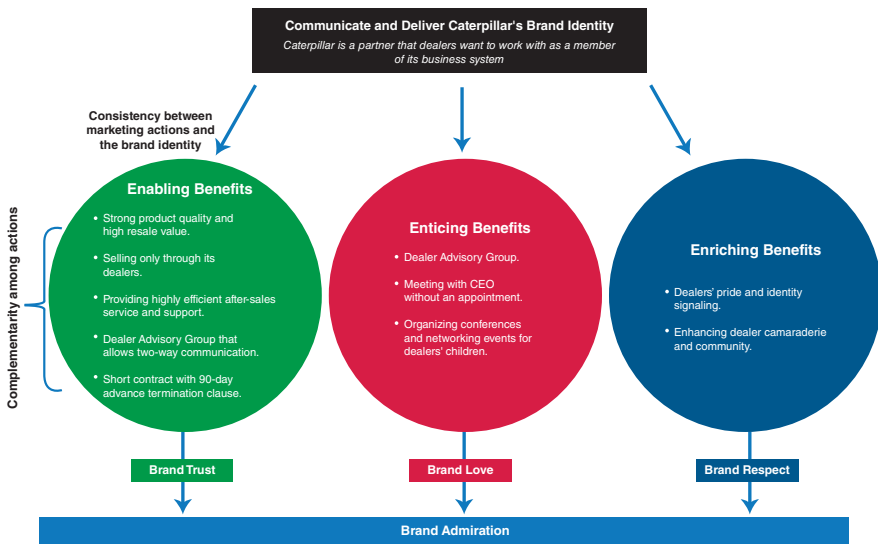 Communicate and Deliver Caterpillar's Brand Identity
Caterpillar is a partner that dealers want to work with as a member
of its business system
Consistency between
marketing actions and
the brand identity
Complementarity among actions
Enabling Benefits
• Strong product quality and
high resale value.
• Selling only through its
dealers.
• Providing highly efficient after-sales
service and support.
• Dealer Advisory Group that
allows two-way communication.
• Short contract with 90-day
advance termination clause.
Enticing Benefits
• Dealer Advisory Group.
• Meeting with CEO
without an appointment.
• Organizing conferences
and networking events for
dealers' children.
Enriching Benefits
• Dealers' pride and identity
signaling.
• Enhancing dealer camaraderie
and community.
Brand Trust
Brand Love
Brand Respect
Brand Admiration